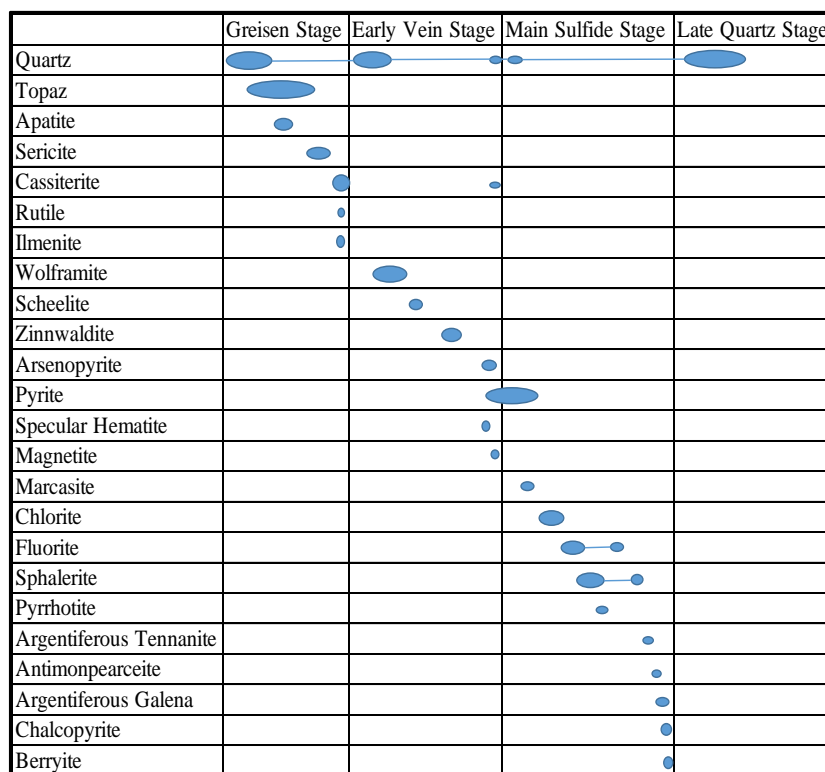 Greisen Stage Early Vein Stage Main Sulfide Stage Late Quartz Stage
Quartz
Topaz
Apatite
Sericite
Cassiterite
Rutile
Ilmenite
Wolframite
Scheelite
Zinnwaldite
Arsenopyrite
Pyrite
Specular Hematite
Magnetite
Marcasite
Chlorite
Fluorite
Sphalerite
Pyrrhotite
Argentiferous Tennanite
Antimonpearceite
Argentiferous Galena
Chalcopyrite
Berryite